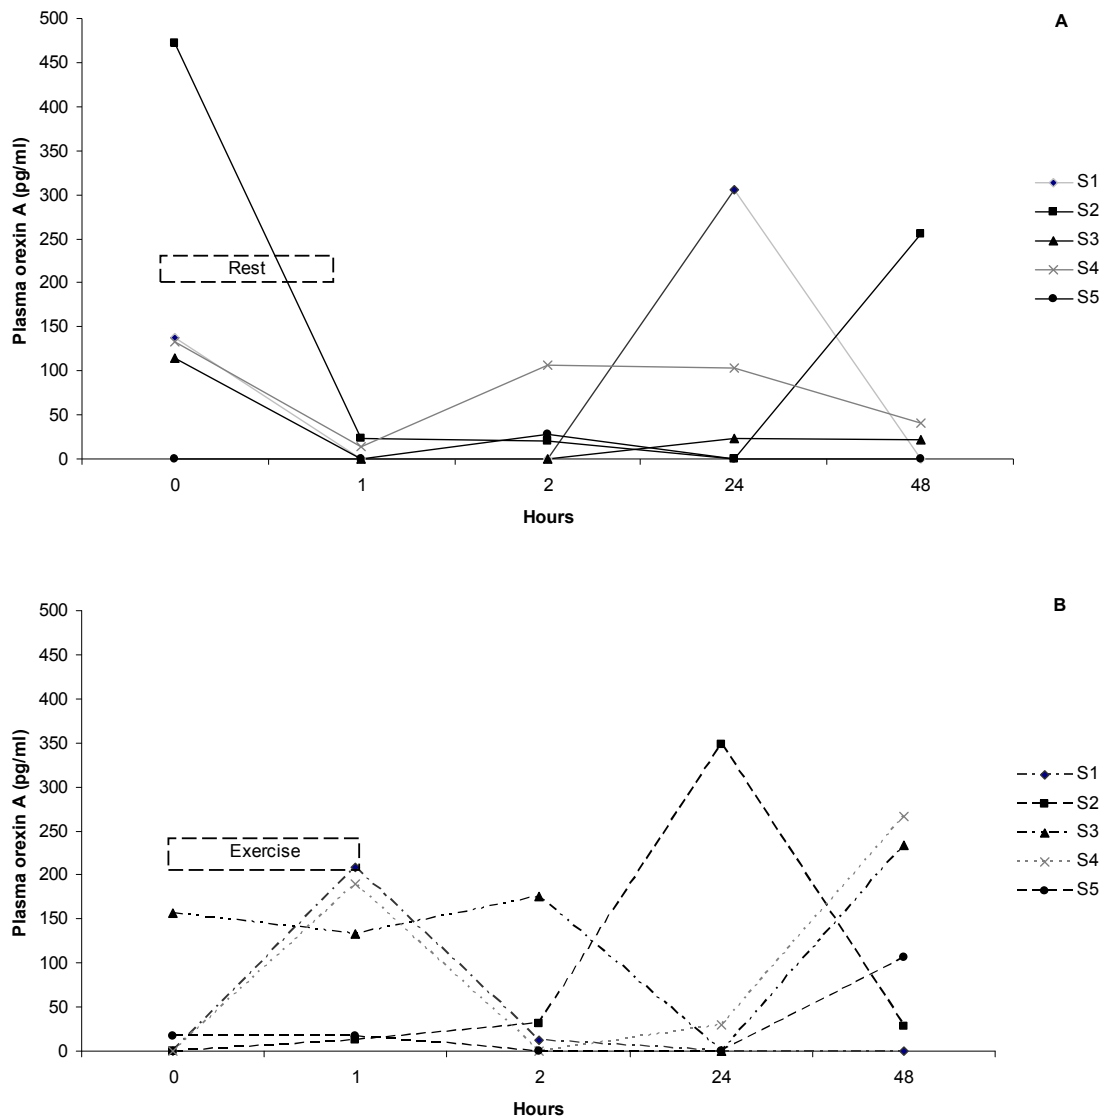 A
500
450
400
350
300
250
200
150
100
50
0
Plasma orexin A (pg/ml)
Rest
0 1 2 24 48
Hours
S1
S2
S3
S4
S5
B
500
450
400
350
300
250
200
150
100
50
0
Plasma orexin A (pg/ml)
Exercise
0 1 2 24 48
Hours
S1
S2
S3
S4
S5